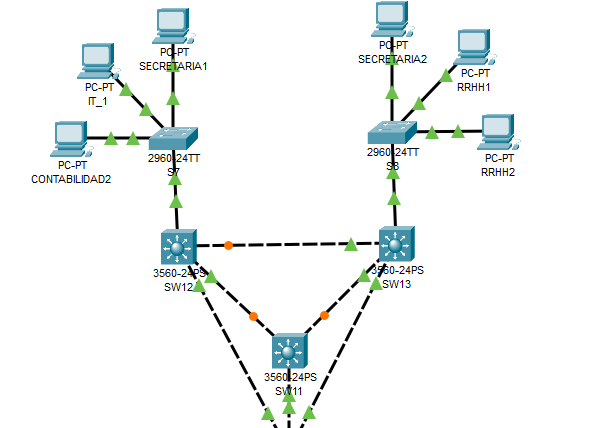 PC-PT
SECRETARIA1
PC-PT
IT_1
PC-PT
CONTABILIDAD2
2960-24TT
S7
PC-PT
SECRETARIA2
PC-PT
RRHH1
PC-PT
RRHH2
2960-24TT
S8
3560-24PS
SW12
3560-24PS
SW13
3560-24PS
SW11